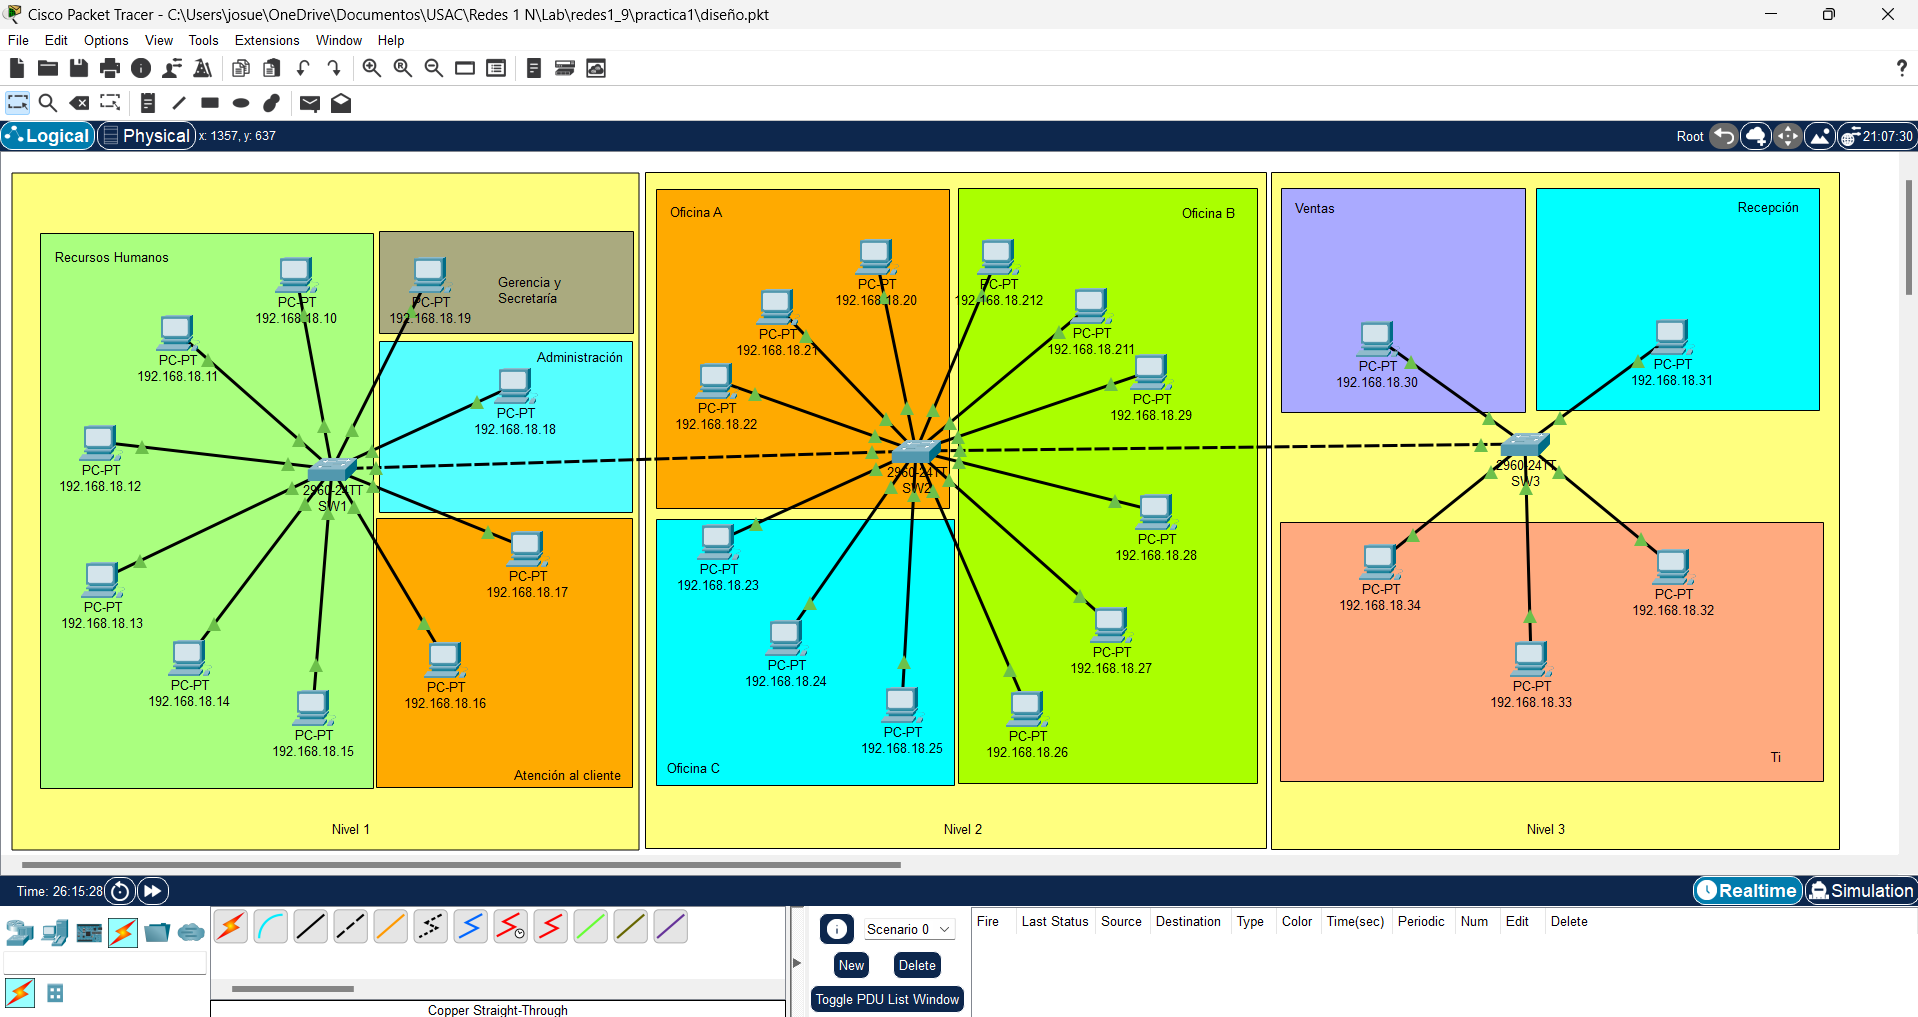 Cisco Packet Tracer - C:\Users\josue\OneDrive\Documentos\USAC\Redes 1 N\Lab\redes1_9\practica1\diseño.pkt
File Edit Options View Tools Extensions Window Help
?
Logical Physical x: 1357, y: 637 Root 21:07:30
Recursos Humanos
PC-PT
192.168.18.10
PC-PT
192.168.18.11
PC-PT
192.168.18.12
PC-PT
192.168.18.13
PC-PT
192.168.18.14
PC-PT
192.168.18.15
2960-24TT
SW1
Gerencia y
Secretaría
PC-PT
192.168.18.19
Administración
PC-PT
192.168.18.18
PC-PT
192.168.18.17
PC-PT
192.168.18.16
Atención al cliente
Nivel 1
Oficina A
PC-PT
192.168.18.20
PC-PT
192.168.18.21
PC-PT
192.168.18.22
2960-24TT
SW2
Oficina B
PC-PT
192.168.18.212
PC-PT
192.168.18.211
PC-PT
192.168.18.29
PC-PT
192.168.18.28
PC-PT
192.168.18.27
PC-PT
192.168.18.26
PC-PT
192.168.18.23
PC-PT
192.168.18.24
PC-PT
192.168.18.25
Oficina C
Nivel 2
Ventas
PC-PT
192.168.18.30
Recepción
PC-PT
192.168.18.31
2960-24TT
SW3
PC-PT
192.168.18.34
PC-PT
192.168.18.32
PC-PT
192.168.18.33
Ti
Nivel 3
Time: 26:15:28 Realtime Simulation
Scenario 0
New Delete
Toggle PDU List Window
Fire Last Status Source Destination Type Color Time(sec) Periodic Num Edit Delete
Copper Straight-Through